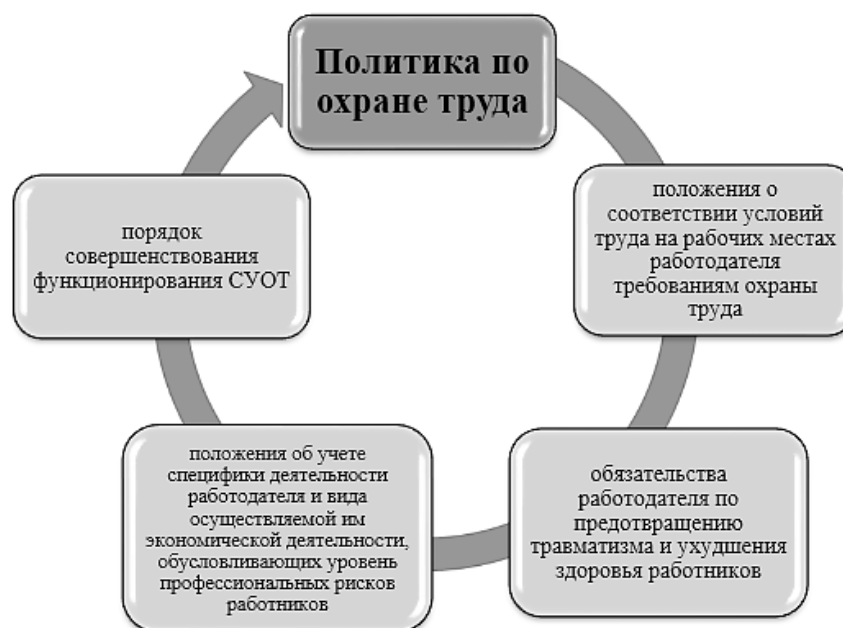 Политика по
охране труда
положения о
соответствии условий
труда на рабочих местах
работодателя
требованиям охраны
труда
обязательства
работодателя по
предотвращению
травматизма и ухудшения
здоровья работников
положения об учете
специфики деятельности
работодателя и вида
осуществляемой им
экономической деятельности,
обусловливающих уровень
профессиональных рисков
работников
порядок
совершенствования
функционирования СУОТ